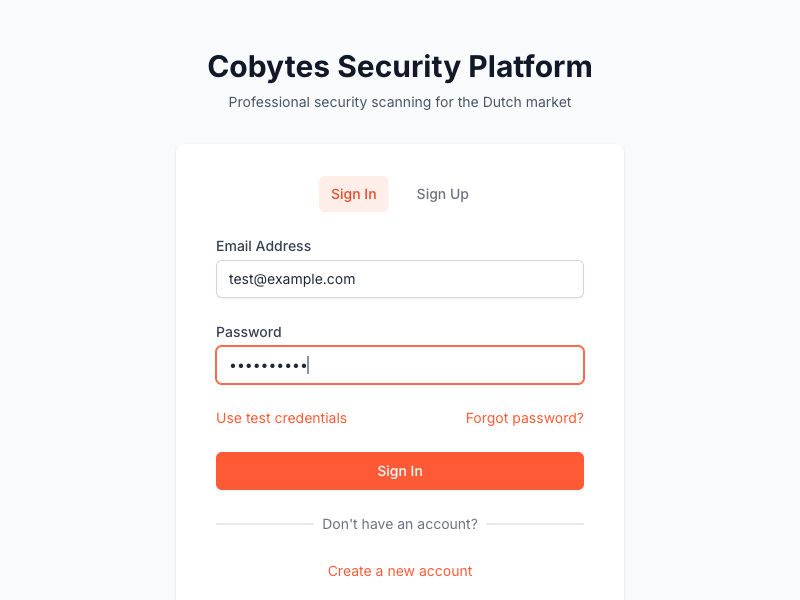 Cobytes Security Platform
Professional security scanning for the Dutch market
Sign In
Sign Up
Email Address
test@example.com
Password
••••••••••
Use test credentials
Forgot password?
Sign In
Don't have an account?
Create a new account